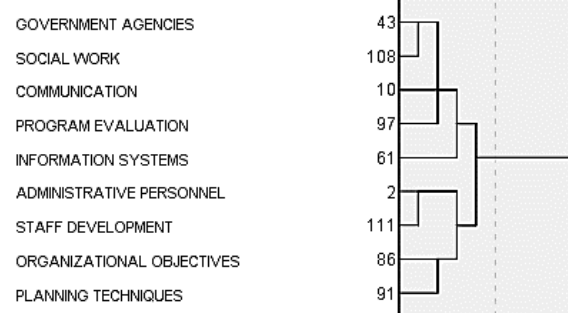 GOVERNMENT AGENCIES 43
SOCIAL WORK 108
COMMUNICATION 10
PROGRAM EVALUATION 97
INFORMATION SYSTEMS 61
ADMINISTRATIVE PERSONNEL 2
STAFF DEVELOPMENT 111
ORGANIZATIONAL OBJECTIVES 86
PLANNING TECHNIQUES 91